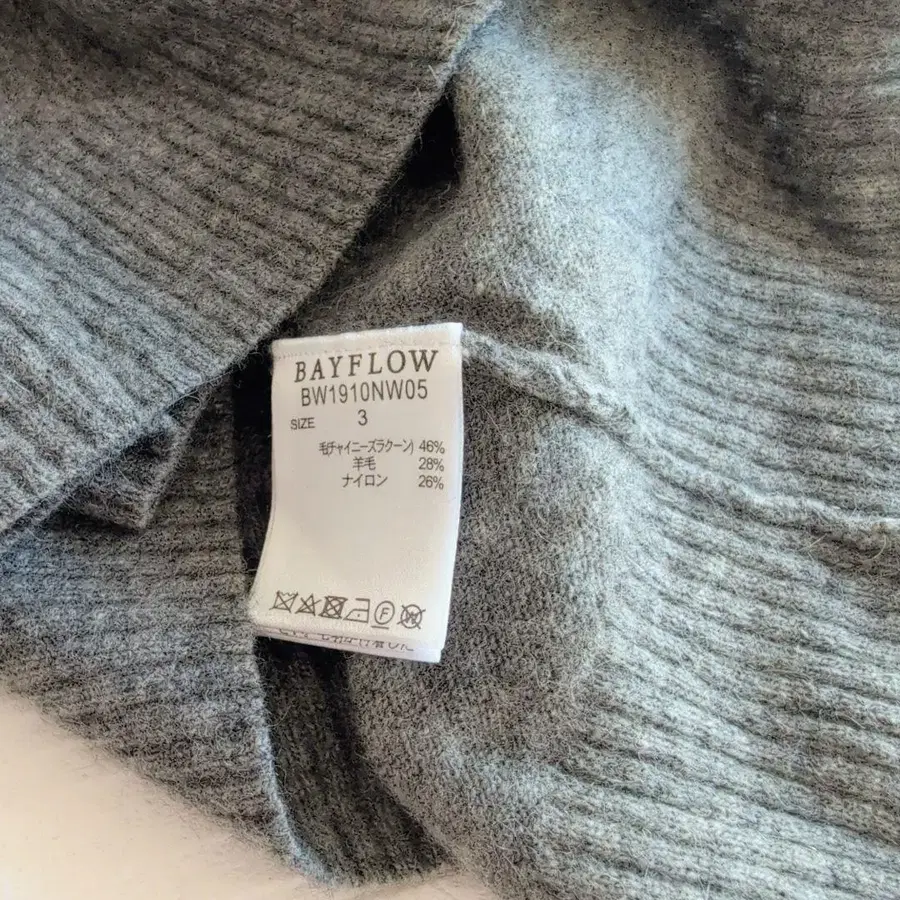 BAYFLOW
BW1910NW05
SIZE 3
毛(チャイニーズラクーン) 46%
羊毛 28%
ナイロン 26%
F
W